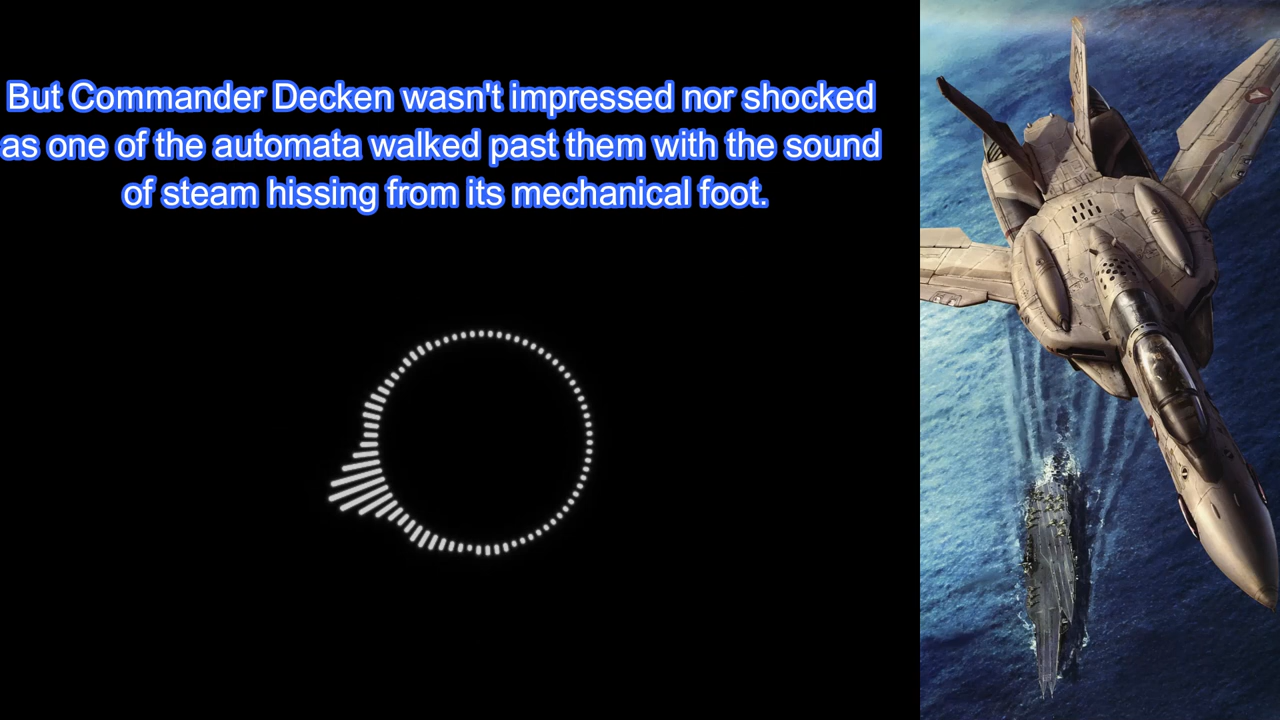 But Commander Decken wasn't impressed nor shocked
as one of the automata walked past them with the sound
of steam hissing from its mechanical foot.